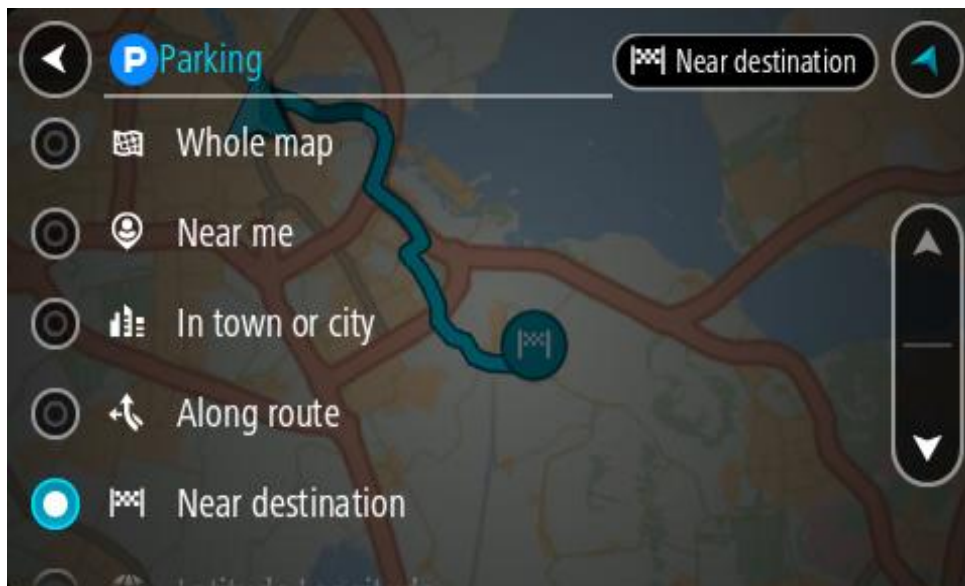 P Parking
Near destination
Whole map
Near me
In town or city
Along route
Near destination